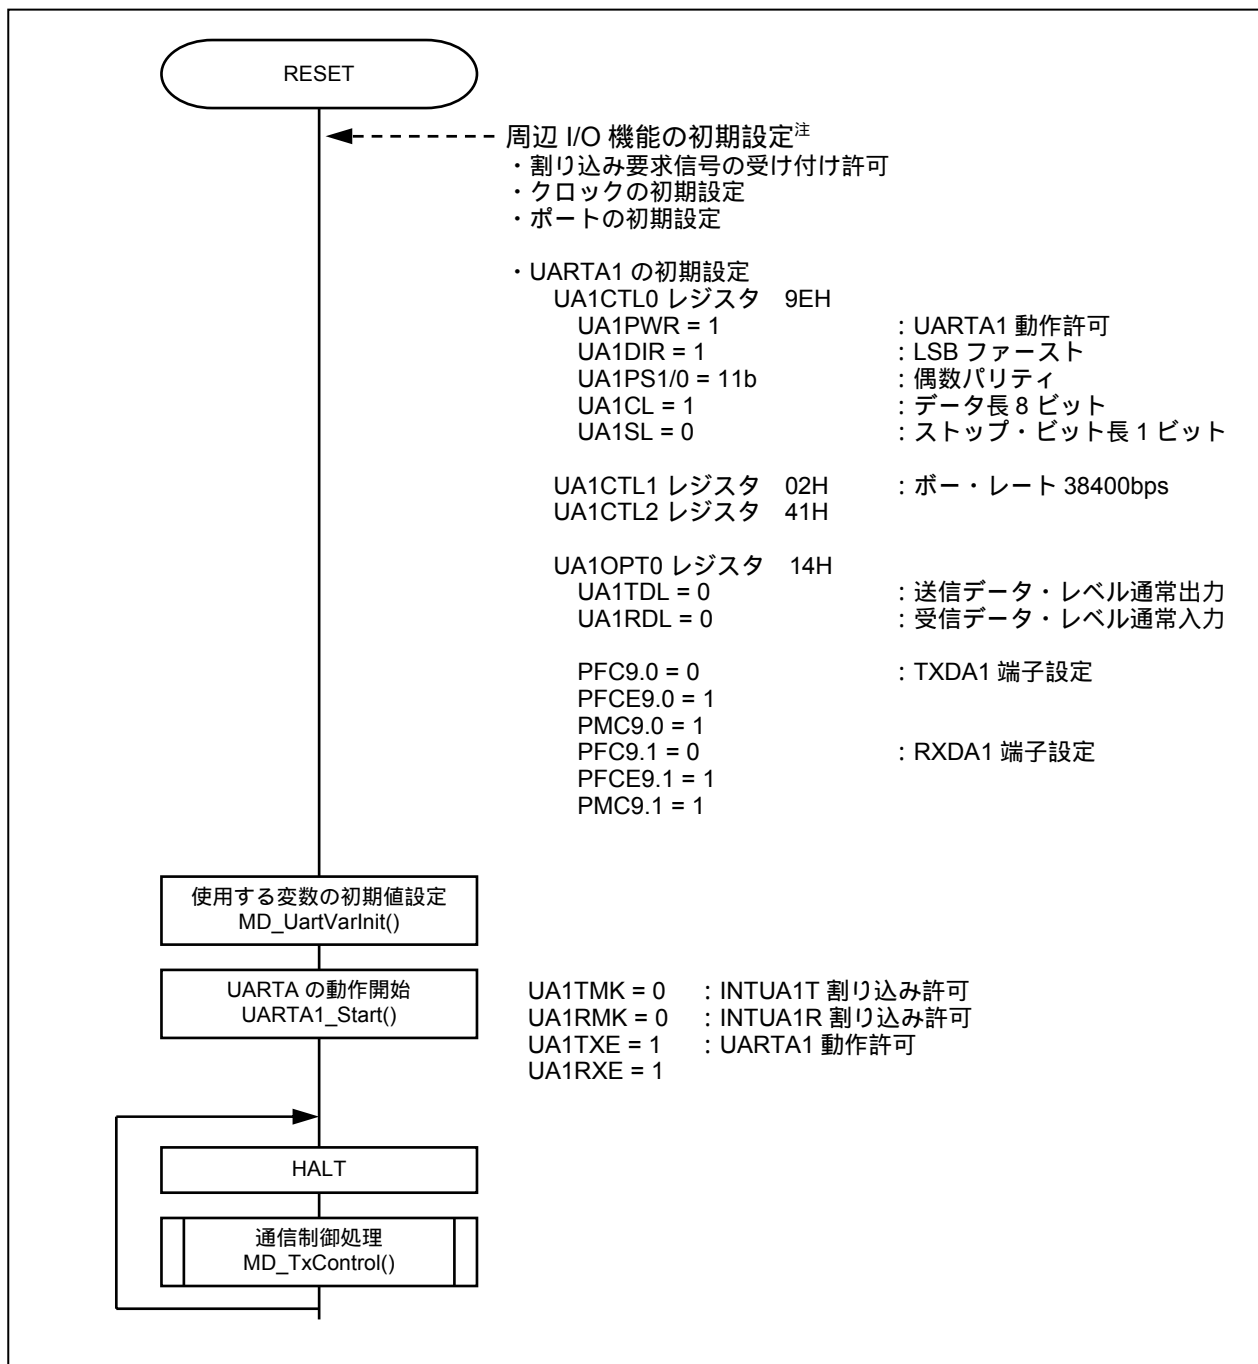 RESET
周辺 I/O 機能の初期設定注
・割り込み要求信号の受け付け許可
・クロックの初期設定
・ポートの初期設定
・UARTA1 の初期設定
UA1CTL0 レジスタ 9EH
UA1PWR = 1 : UARTA1 動作許可
UA1DIR = 1 : LSB ファースト
UA1PS1/0 = 11b : 偶数パリティ
UA1CL = 1 : データ長 8 ビット
UA1SL = 0 : ストップ・ビット長 1 ビット
UA1CTL1 レジスタ 02H : ボー・レート 38400bps
UA1CTL2 レジスタ 41H
UA1OPT0 レジスタ 14H
UA1TDL = 0 : 送信データ・レベル通常出力
UA1RDL = 0 : 受信データ・レベル通常入力
PFC9.0 = 0 : TXDA1 端子設定
PFCE9.0 = 1
PMC9.0 = 1
PFC9.1 = 0 : RXDA1 端子設定
PFCE9.1 = 1
PMC9.1 = 1
使用する変数の初期値設定
MD_UartVarInit()
UARTA の動作開始
UARTA1_Start()
UA1TMK = 0 : INTUA1T 割り込み許可
UA1RMK = 0 : INTUA1R 割り込み許可
UA1TXE = 1 : UARTA1 動作許可
UA1RXE = 1
HALT
通信制御処理
MD_TxControl()